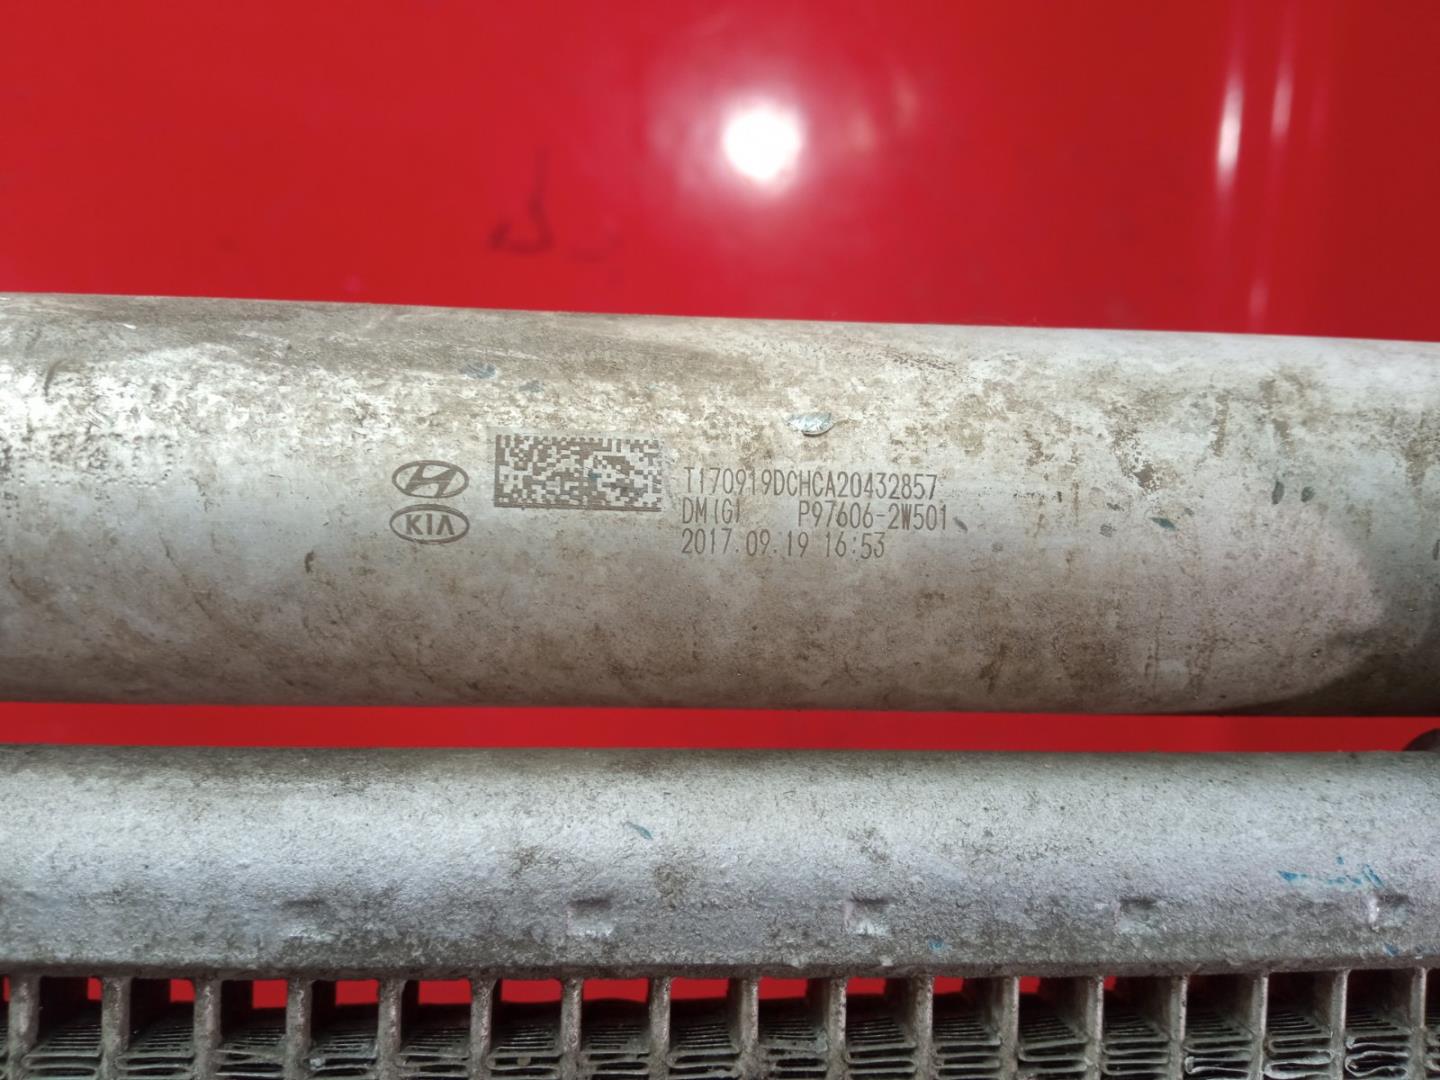 KIA
T170919DCHCA20432857
DM(G) P97606-2W501
2017.09.19 16:53